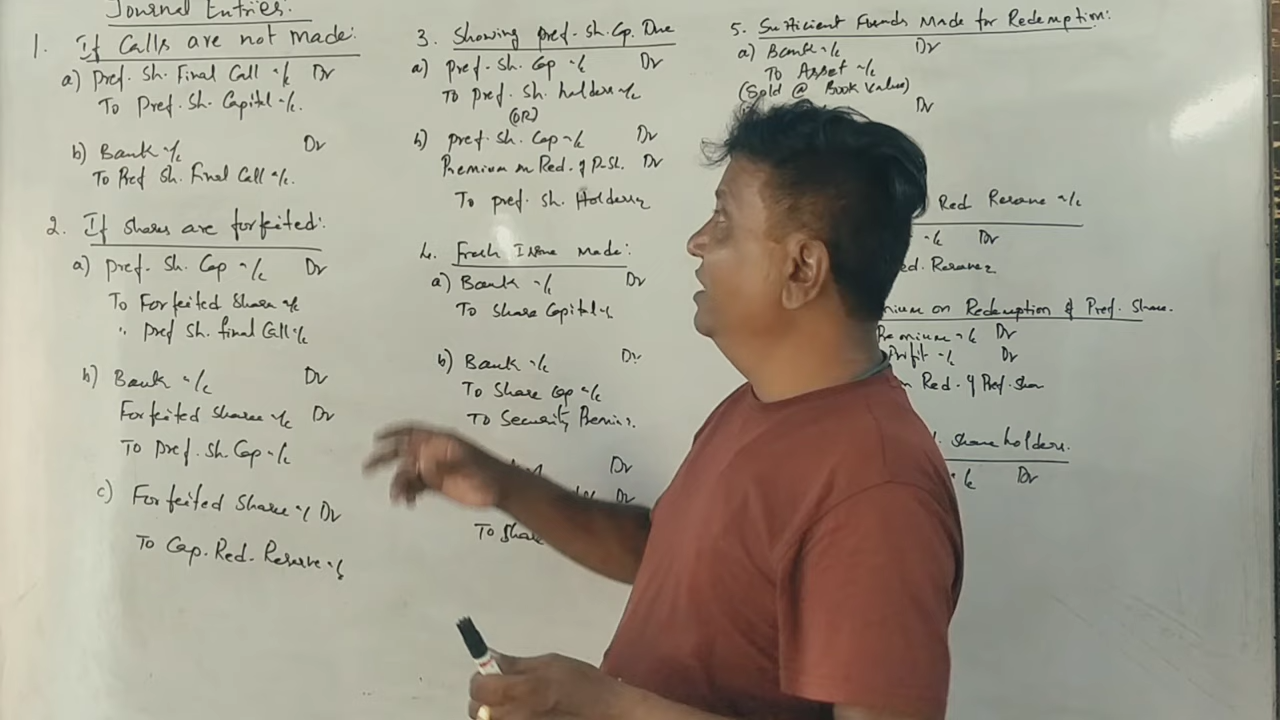 Journal Entries.
1. If Calls are not made:
a) Pref. Sh. Final Call a/c Dr
To Pref. Sh. Capital a/c.
b) Bank a/c Dr
To Pref Sh. Final Call a/c.
2. If shares are forfeited:
a) Pref. Sh. Cap a/c Dr
To Forfeited Share a/c
" Pref Sh. final Call a/c
b) Bank a/c Dr
Forfeited Shares a/c Dr
To Pref. Sh. Cap a/c
c) Forfeited Share a/c Dr
To Cap. Red. Reserve a/c
3. Showing Pref. Sh. Cp. Due
a) Pref. Sh. Cap a/c Dr
To Pref. Sh. holders a/c
(OR)
b) Pref. Sh. Cap a/c Dr
Premium on Red. of P. Sh. Dr
To Pref. Sh. Holders
4. Fresh Issue Made:
a) Bank a/c Dr
To Share Capital a/c
b) Bank a/c Dr
To Share Cap a/c
To Security Premium.
Dr
Dr
To Share
5. Sufficient Funds Made for Redemption:
a) Bank a/c Dr
To Asset a/c
(Sold @ Book Value)
Dr
Red Reserve a/c
a/c Dr
Red. Reserve
on Redemption of Pref. Share.
Premium a/c Dr
Profit a/c Dr
Red. of Pref. Shar
Share holders.
a/c Dr